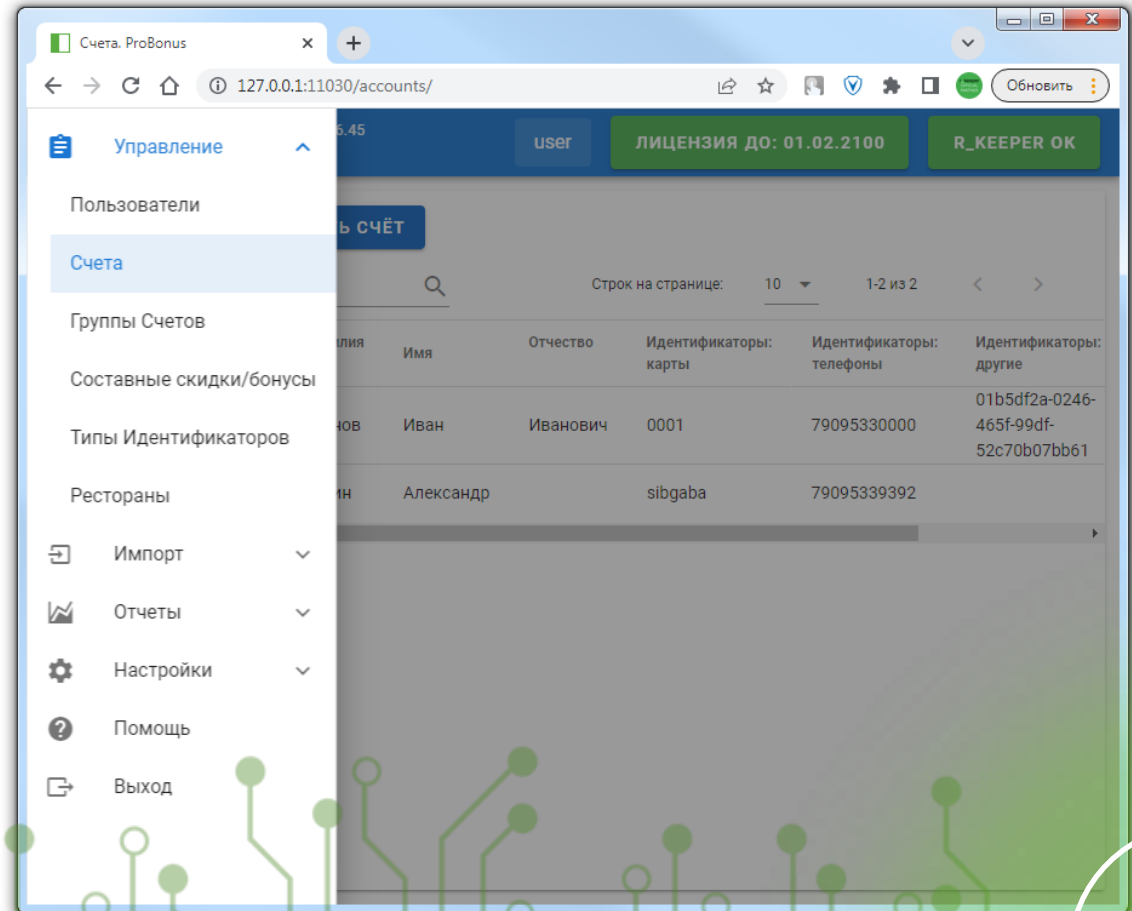 Счета. ProBonus
127.0.0.1:11030/accounts/
Обновить
Управление
6.45
user
ЛИЦЕНЗИЯ ДО: 01.02.2100
R_KEEPER OK
Пользователи
Ь СЧЁТ
Счета
Строк на странице: 10 1-2 из 2
Группы Счетов
лия Имя Отчество Идентификаторы: карты Идентификаторы: телефоны Идентификаторы: другие
Составные скидки/бонусы
нов Иван Иванович 0001 79095330000 01b5df2a-0246-465f-99df-52c70b07bb61
Типы Идентификаторов
Рестораны
ин Александр sibgaba 79095339392
Импорт
Отчеты
Настройки
Помощь
Выход